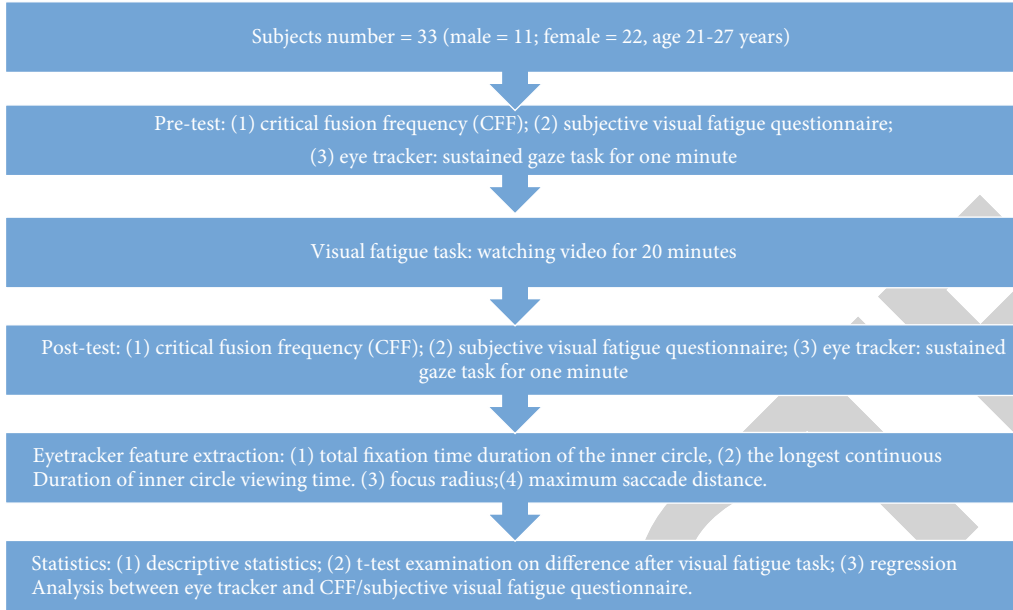 Subjects number = 33 (male = 11; female = 22, age 21-27 years)
Pre-test: (1) critical fusion frequency (CFF); (2) subjective visual fatigue questionnaire;
(3) eye tracker: sustained gaze task for one minute
Visual fatigue task: watching video for 20 minutes
Post-test: (1) critical fusion frequency (CFF); (2) subjective visual fatigue questionnaire; (3) eye tracker: sustained
gaze task for one minute
Eyetracker feature extraction: (1) total fixation time duration of the inner circle, (2) the longest continuous
Duration of inner circle viewing time. (3) focus radius;(4) maximum saccade distance.
Statistics: (1) descriptive statistics; (2) t-test examination on difference after visual fatigue task; (3) regression
Analysis between eye tracker and CFF/subjective visual fatigue questionnaire.